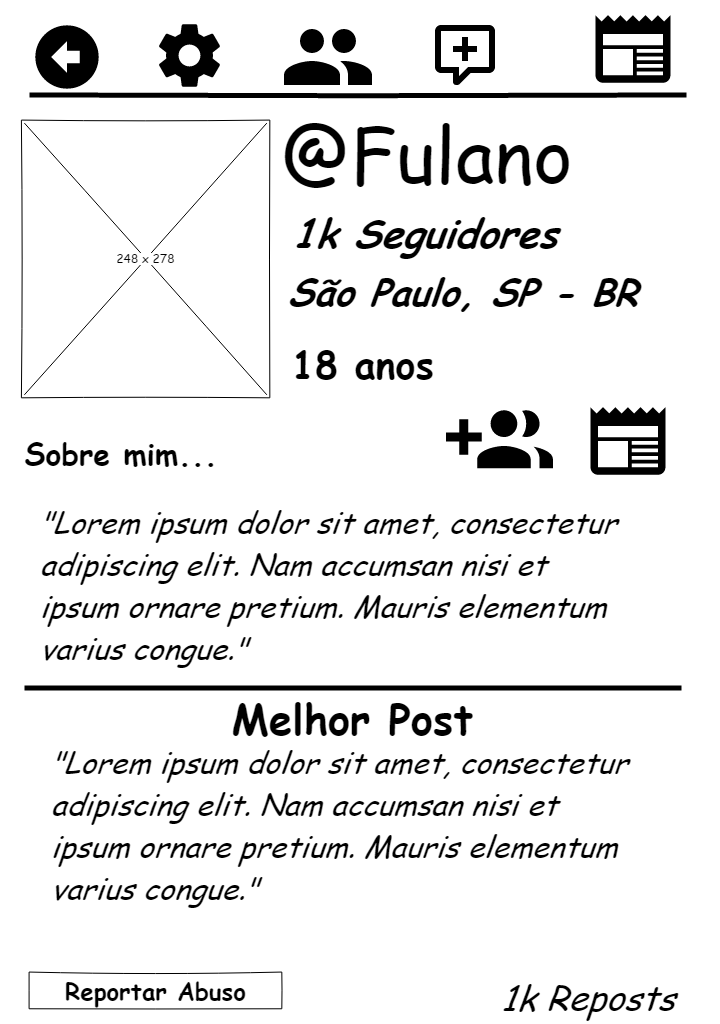 @Fulano
248 x 278
1k Seguidores
São Paulo, SP - BR
18 anos
Sobre mim...
"Lorem ipsum dolor sit amet, consectetur
adipiscing elit. Nam accumsan nisi et
ipsum ornare pretium. Mauris elementum
varius congue."
Melhor Post
"Lorem ipsum dolor sit amet, consectetur
adipiscing elit. Nam accumsan nisi et
ipsum ornare pretium. Mauris elementum
varius congue."
Reportar Abuso
1k Reposts